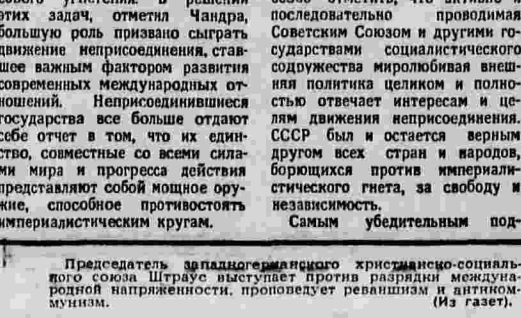 этих задач, отметил Чандра,
большую роль призвано сыграть
движение неприсоединения, став-
шее важным фактором развития
современных международных от-
ношений. Неприсоединившиеся
государства все больше отдают
себе отчет в том, что их един-
ство, совместные со всеми сила-
ми мира и прогресса действия
представляют собой мощное ору-
жие, способное противостоять
империалистическим кругам.
последовательно проводимая
Советским Союзом и другими го-
сударствами социалистического
содружества миролюбивая внеш-
няя политика целиком и полно-
стью отвечает интересам и це-
лям движения неприсоединения.
СССР был и остается верным
другом всех стран и народов,
борющихся против империали-
стического гнета, за свободу и
независимость.
Самым убедительным под-
Председатель западногерманского христианско-социаль-
ного союза Штраус выступает против разрядки междуна-
родной напряженности, проповедует реваншизм и антиком-
мунизм. (Из газет).